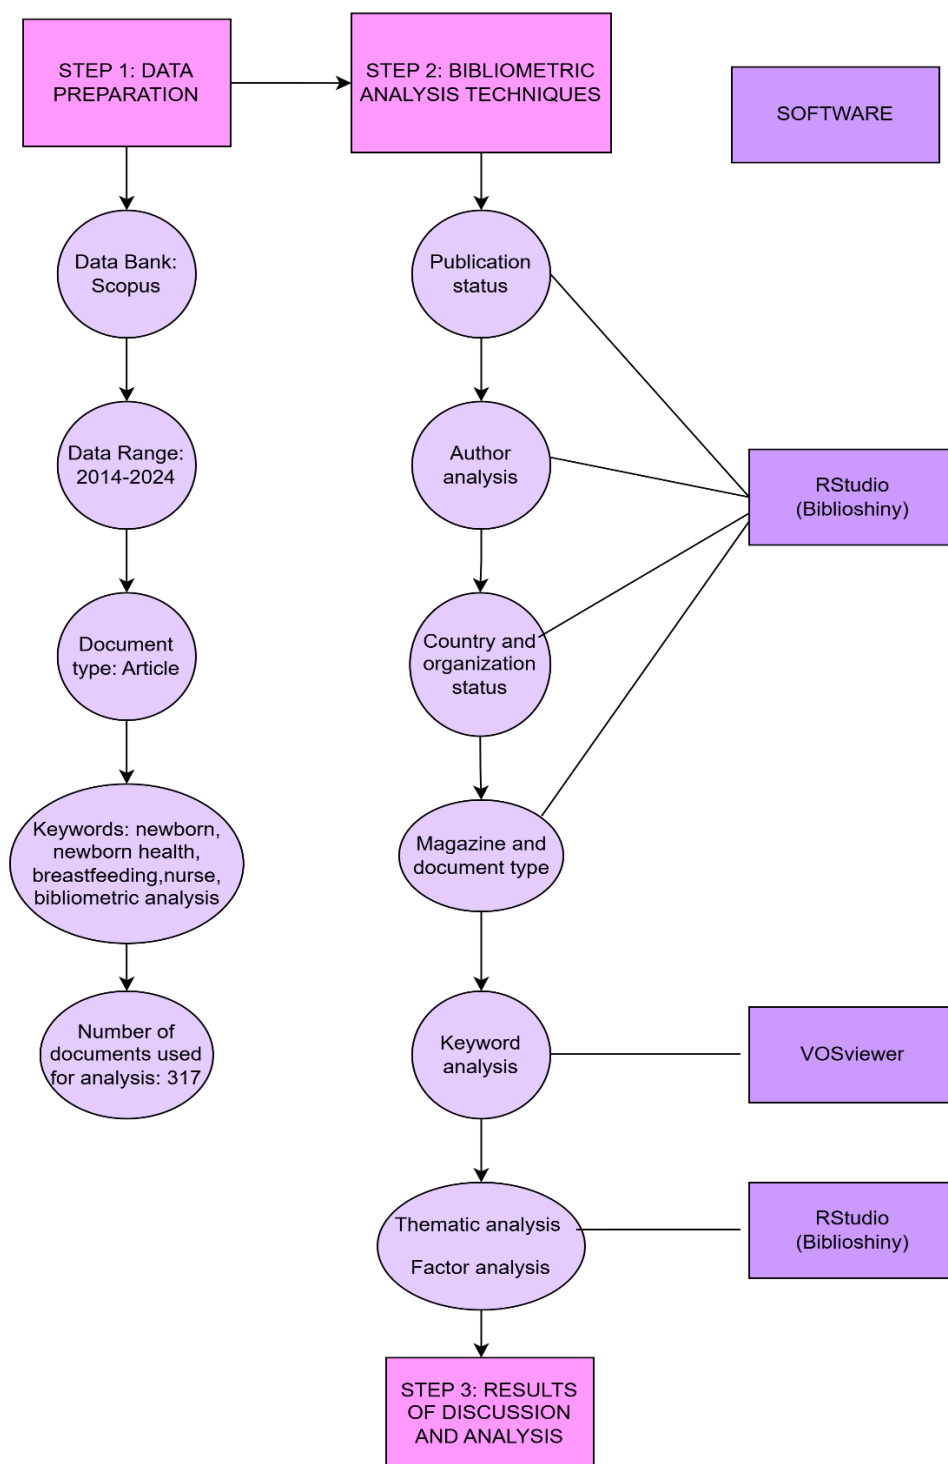 STEP 1: DATA
PREPARATION
STEP 2: BIBLIOMETRIC
ANALYSIS TECHNIQUES
SOFTWARE
Data Bank:
Scopus
Data Range:
2014-2024
Document
type: Article
Keywords: newborn,
newborn health,
breastfeeding,nurse,
bibliometric analysis
Number of
documents used
for analysis: 317
Publication
status
Author
analysis
Country and
organization
status
Magazine and
document type
Keyword
analysis
Thematic analysis
Factor analysis
STEP 3: RESULTS
OF DISCUSSION
AND ANALYSIS
RStudio
(Biblioshiny)
VOSviewer
RStudio
(Biblioshiny)